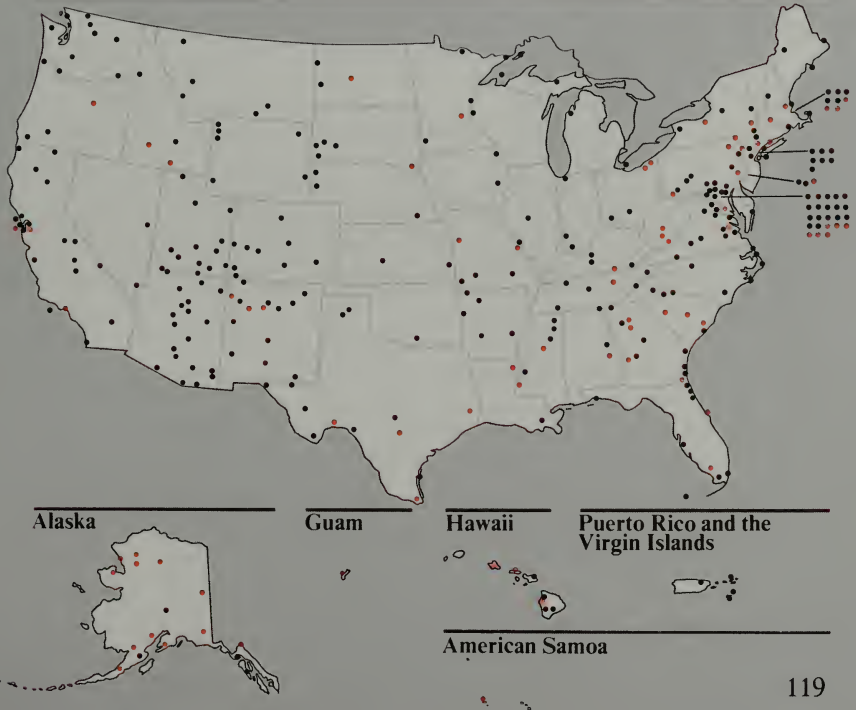 Alaska
Guam
Hawaii
Puerto Rico and the
Virgin Islands
American Samoa
119